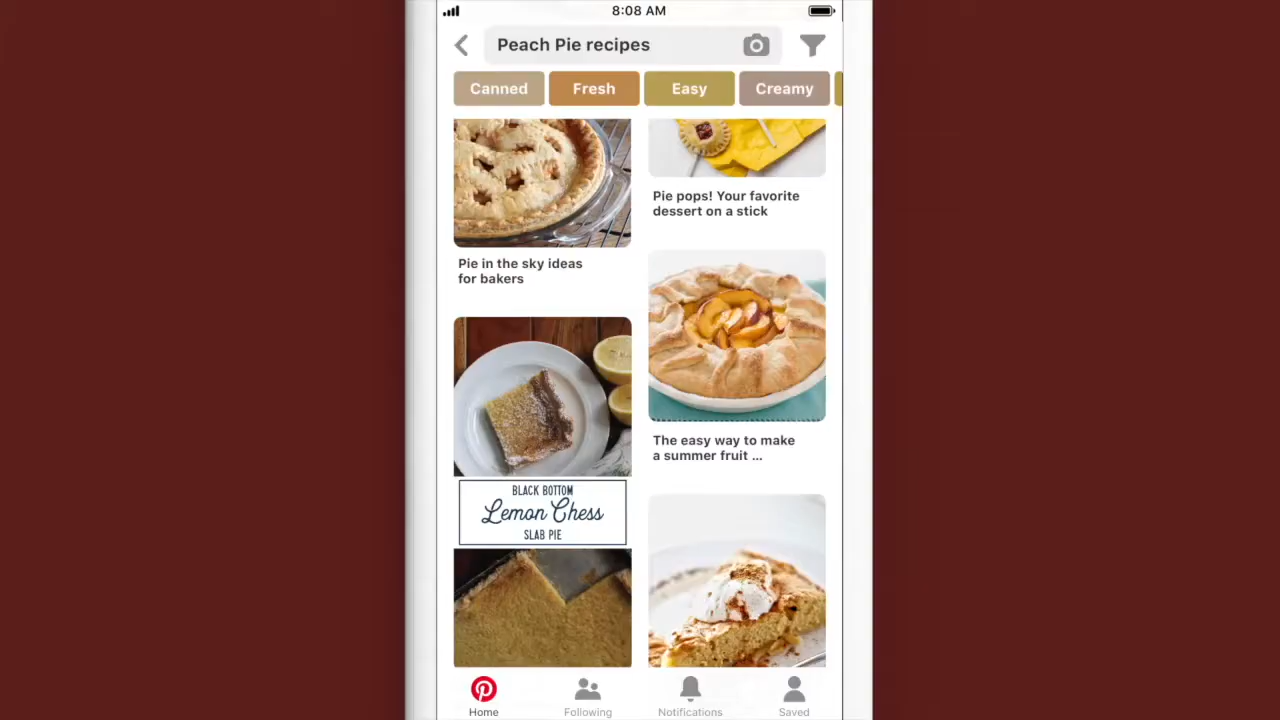 8:08 AM
Peach Pie recipes
Canned
Fresh
Easy
Creamy
Pie in the sky ideas
for bakers
BLACK BOTTOM
Lemon Chess
SLAB PIE
Pie pops! Your favorite
dessert on a stick
The easy way to make
a summer fruit ...
Home
Following
Notifications
Saved